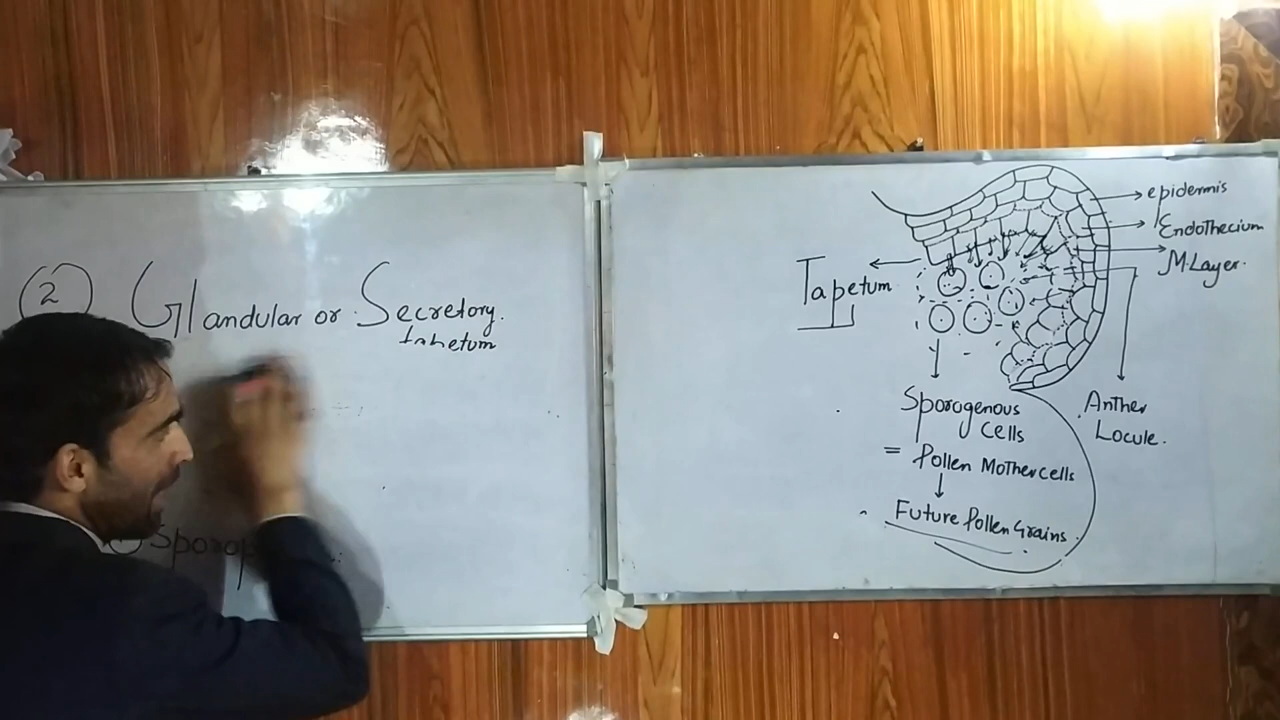 2 Glandular or Secretory.
tapetum
epidermis
Endothecium
M.Layer.
Tapetum
Anther
Locule.
Sporogenous
Cells
= Pollen Mothercells
Future Pollen Grains.